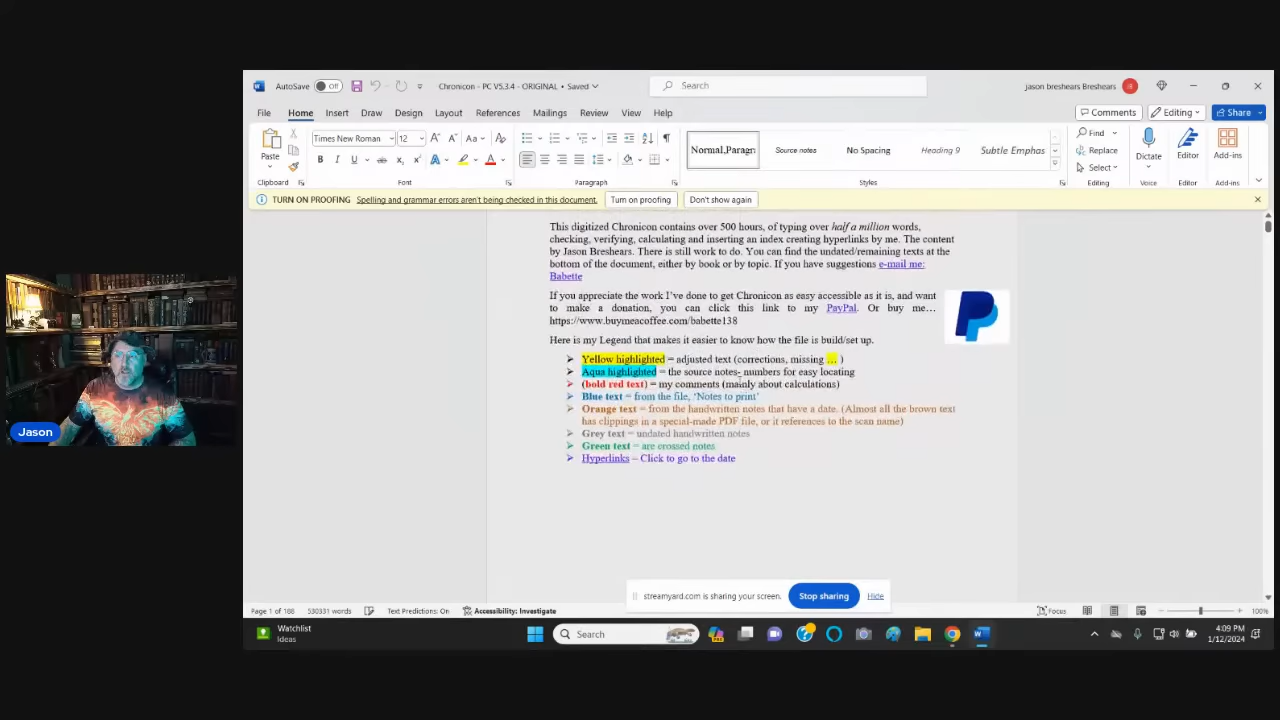 AutoSave Off Chronicon - PC V5.3.4 - ORIGINAL • Saved Search jason breshears Breshears
File Home Insert Draw Design Layout References Mailings Review View Help Comments Editing Share
Paste Times New Roman 12 A A Aa Normal,Paragra Source notes No Spacing Heading 9 Subtle Emphas Find Replace Select Dictate Editor Add-ins
B I U ab x₂ x² A A
Clipboard Font Paragraph Styles Editing Voice Editor Add-ins
TURN ON PROOFING Spelling and grammar errors aren't being checked in this document. Turn on proofing Don't show again
This digitized Chronicon contains over 500 hours, of typing over half a million words,
checking, verifying, calculating and inserting an index creating hyperlinks by me. The content
by Jason Breshears. There is still work to do. You can find the undated/remaining texts at the
bottom of the document, either by book or by topic. If you have suggestions e-mail me:
Babette
If you appreciate the work I've done to get Chronicon as easy accessible as it is, and want
to make a donation, you can click this link to my PayPal. Or buy me…
https://www.buymeacoffee.com/babette138
Here is my Legend that makes it easier to know how the file is build/set up.
Yellow highlighted = adjusted text (corrections, missing ... )
Aqua highlighted = the source notes- numbers for easy locating
(bold red text) = my comments (mainly about calculations)
Blue text = from the file, 'Notes to print'
Orange text = from the handwritten notes that have a date. (Almost all the brown text
has clippings in a special-made PDF file, or it references to the scan name)
Grey text = undated handwritten notes
Green text = are crossed notes
Hyperlinks – Click to go to the date
Jason
streamyard.com is sharing your screen. Stop sharing Hide
Page 1 of 188 530331 words Text Predictions: On Accessibility: Investigate Focus 100%
Watchlist
Ideas
Search
4:09 PM
1/12/2024